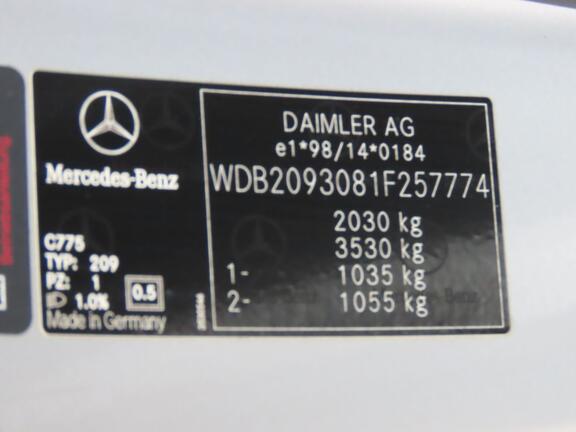 Mercedes-Benz
C775
TYP: 209
PZ: 1
1.0%
0.5
Made in Germany
DAIMLER AG
e1*98/14*0184
WDB2093081F257774
2030 kg
3530 kg
1- 1035 kg
2- 1055 kg